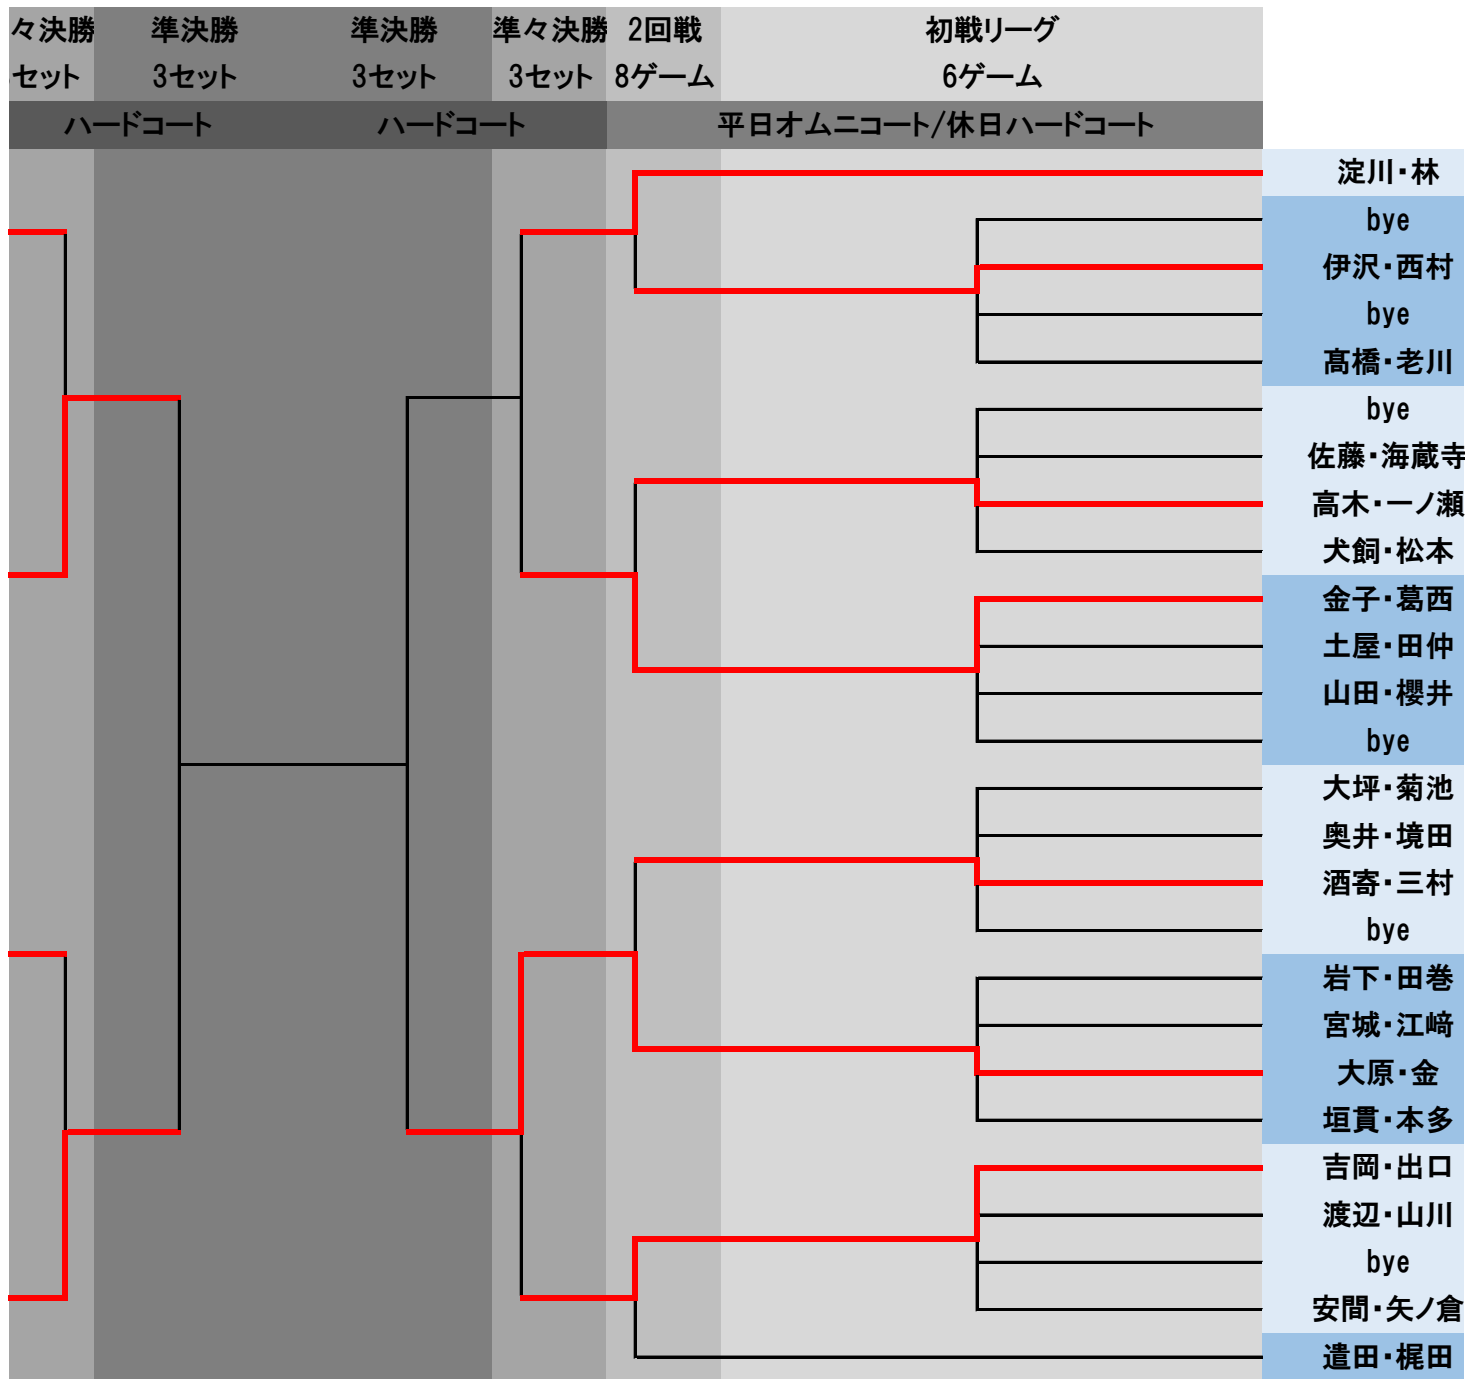 々決勝 準決勝 準決勝 準々決勝 2回戦 初戦リーグ
セット 3セット 3セット 3セット 8ゲーム 6ゲーム
ハードコート ハードコート 平日オムニコート/休日ハードコート
淀川・林
bye
伊沢・西村
bye
髙橋・老川
bye
佐藤・海蔵寺
高木・一ノ瀬
犬飼・松本
金子・葛西
土屋・田仲
山田・櫻井
bye
大坪・菊池
奥井・境田
酒寄・三村
bye
岩下・田巻
宮城・江﨑
大原・金
垣貫・本多
吉岡・出口
渡辺・山川
bye
安間・矢ノ倉
遣田・梶田